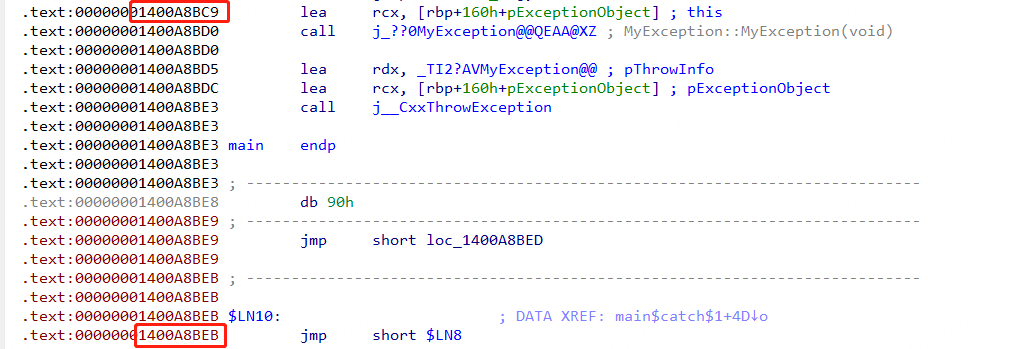 .text:00000001400A8BC9 lea rcx, [rbp+160h+pExceptionObject] ; this
.text:00000001400A8BD0 call j_??0MyException@@QEAA@XZ ; MyException::MyException(void)
.text:00000001400A8BD0
.text:00000001400A8BD5 lea rdx, _TI2?AVMyException@@ ; pThrowInfo
.text:00000001400A8BDC lea rcx, [rbp+160h+pExceptionObject] ; pExceptionObject
.text:00000001400A8BE3 call j__CxxThrowException
.text:00000001400A8BE3
.text:00000001400A8BE3 main endp
.text:00000001400A8BE3
.text:00000001400A8BE3 ; ---------------------------------------------------------------------------
.text:00000001400A8BE8 db 90h
.text:00000001400A8BE9 ; ---------------------------------------------------------------------------
.text:00000001400A8BE9 jmp short loc_1400A8BED
.text:00000001400A8BE9
.text:00000001400A8BEB ; ---------------------------------------------------------------------------
.text:00000001400A8BEB
.text:00000001400A8BEB $LN10: ; DATA XREF: main$catch$1+4D↓o
.text:00000001400A8BEB jmp short $LN8